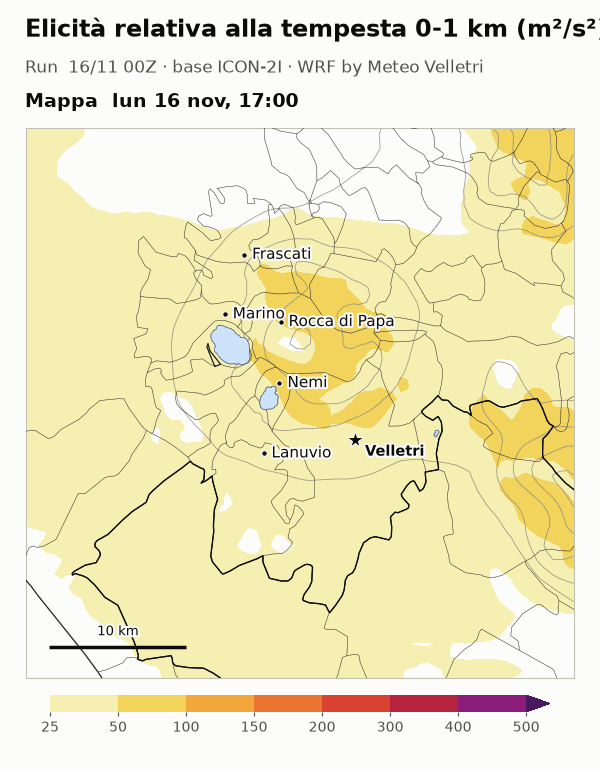 Elicità relativa alla tempesta 0-1 km (m²/s²)
Run  16/11 00Z · base ICON-2I · WRF by Meteo Velletri
Mappa  lun 16 nov, 17:00
Frascati
Marino
Rocca di Papa
Nemi
Velletri
Lanuvio
10 km
25 50 100 150 200 300 400 500